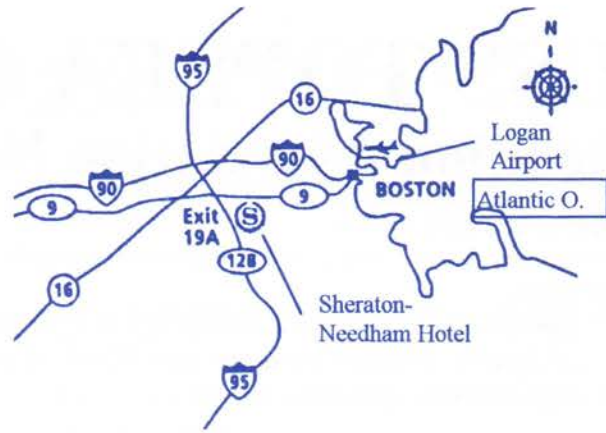 N
95
16
Logan
Airport
90
90
BOSTON
Atlantic O.
9
9
Exit
19A
S
128
16
Sheraton-
Needham Hotel
95